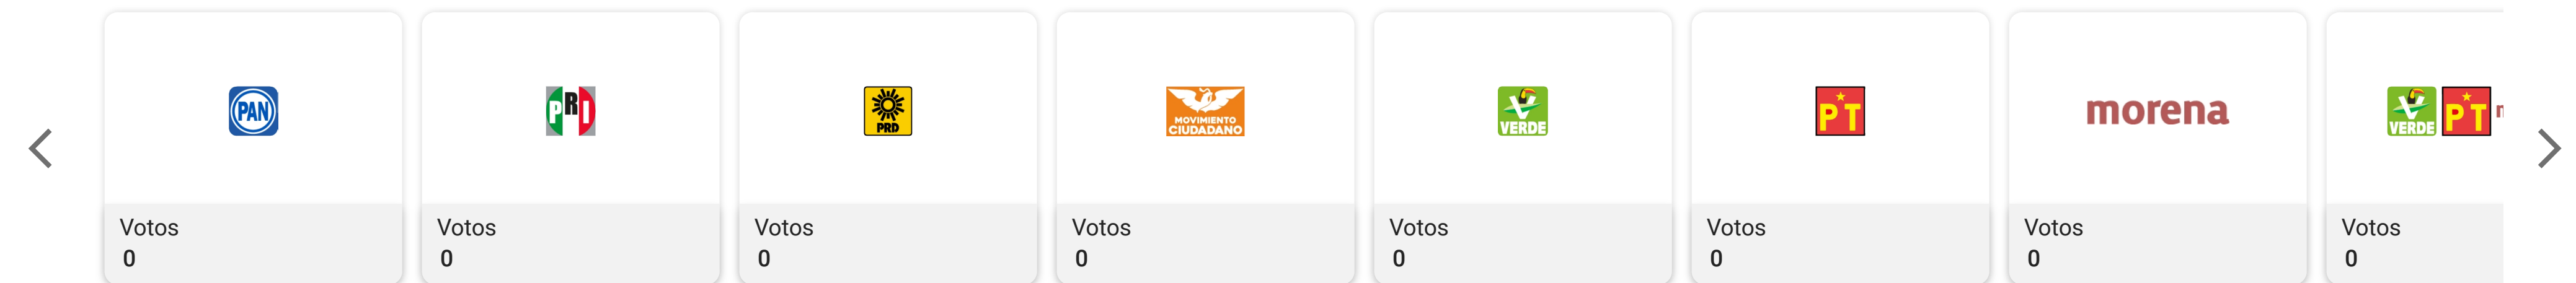 PAN
PRI
PRD
MOVIMIENTO
CIUDADANO
VERDE
PT
morena
VERDE
PT
Votos
0
Votos
0
Votos
0
Votos
0
Votos
0
Votos
0
Votos
0
Votos
0